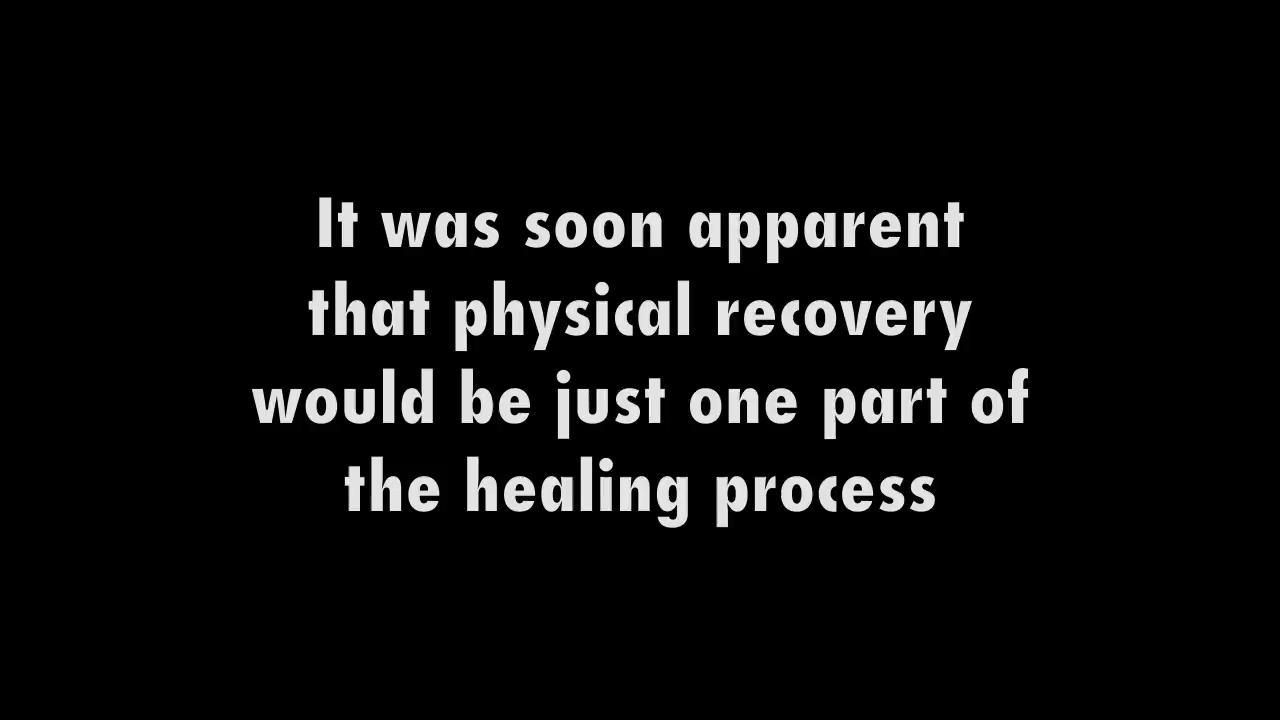 It was soon apparent
that physical recovery
would be just one part of
the healing process